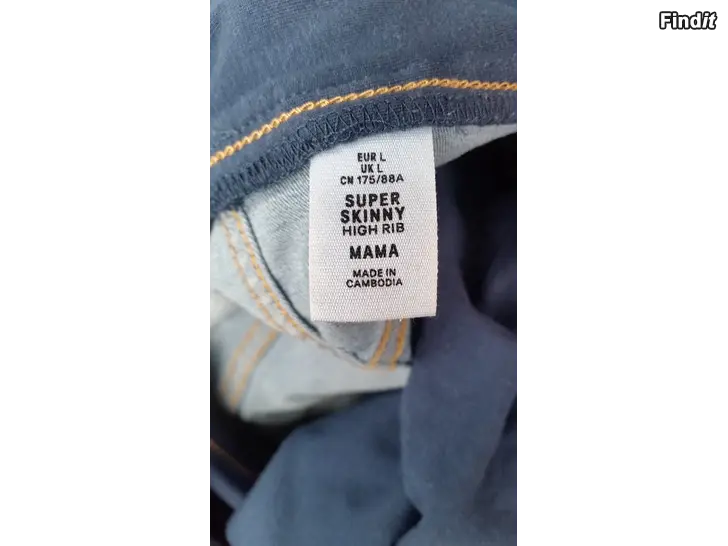 Findit
EUR L
UK L
CN 175/88A
SUPER
SKINNY
HIGH RIB
MAMA
MADE IN
CAMBODIA